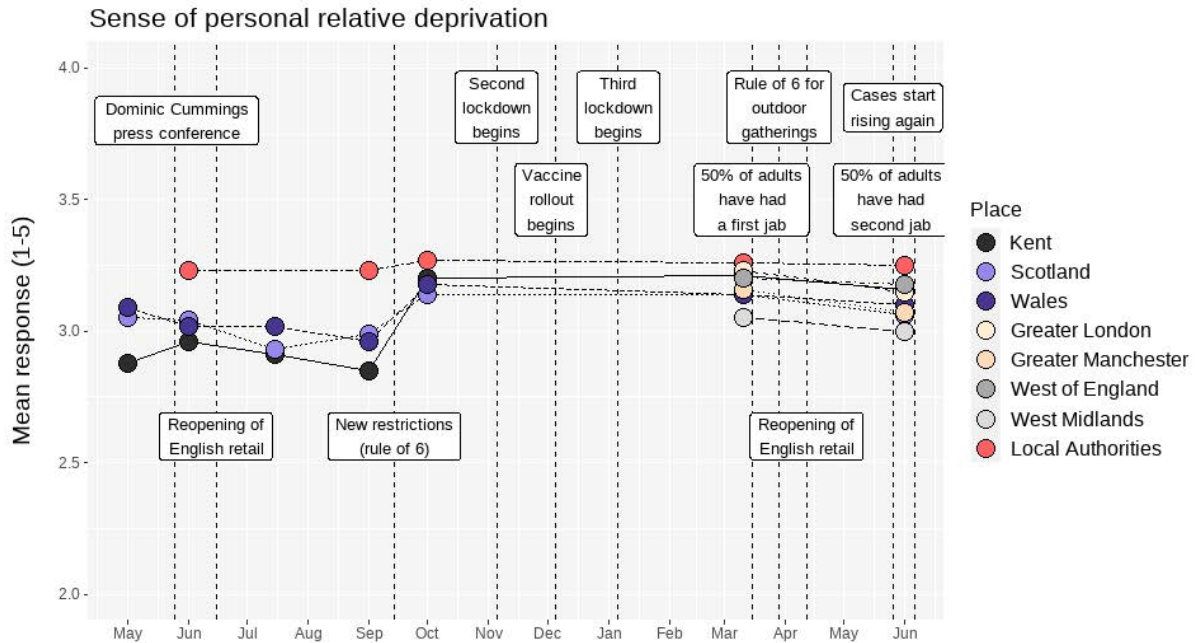 Sense of personal relative deprivation
Mean response (1-5)
4.0
3.5
3.0
2.5
2.0
Dominic Cummings
press conference
Second
lockdown
begins
Third
lockdown
begins
Rule of 6 for
outdoor
gatherings
Cases start
rising again
Vaccine
rollout
begins
50% of adults
have had
a first jab
50% of adults
have had
second jab
Reopening of
English retail
New restrictions
(rule of 6)
Reopening of
English retail
May Jun Jul Aug Sep Oct Nov Dec Jan Feb Mar Apr May Jun
Place
Kent
Scotland
Wales
Greater London
Greater Manchester
West of England
West Midlands
Local Authorities